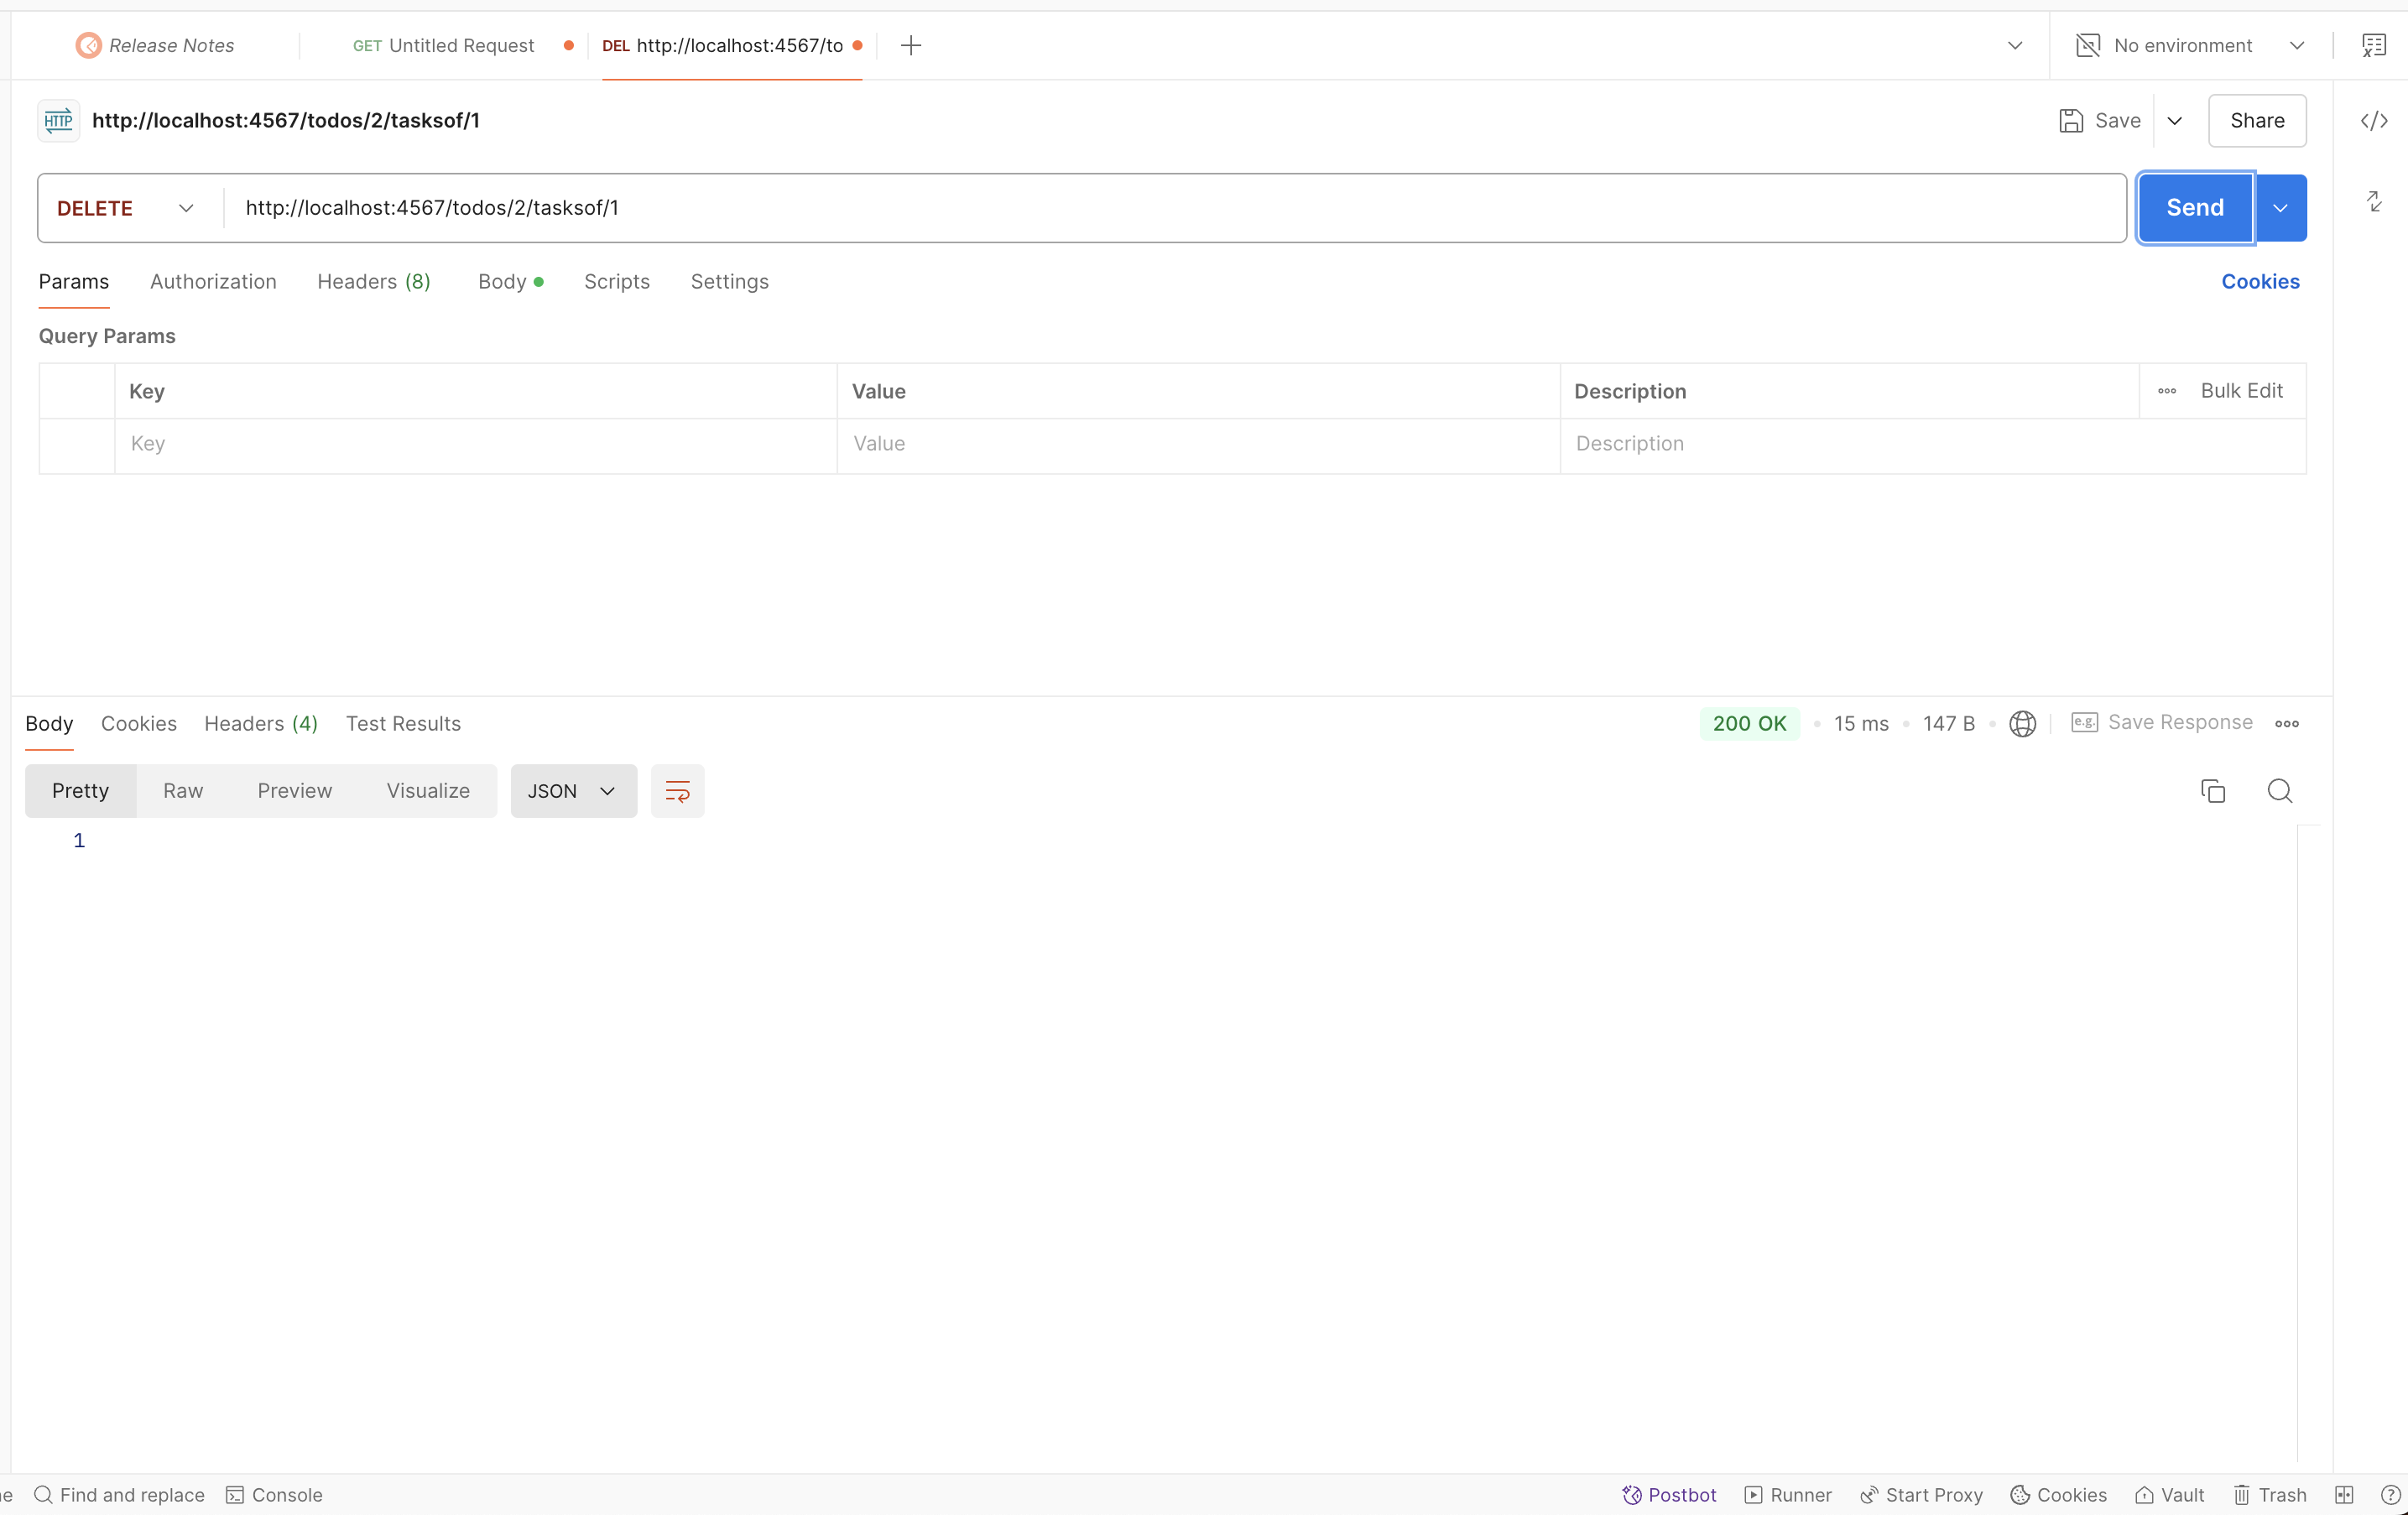 Release Notes
GET Untitled Request
DEL http://localhost:4567/to
No environment
HTTP http://localhost:4567/todos/2/tasksof/1
Save
Share
DELETE
http://localhost:4567/todos/2/tasksof/1
Send
Params
Authorization
Headers (8)
Body
Scripts
Settings
Cookies
Query Params
Key
Value
Description
Bulk Edit
Key
Value
Description
Body
Cookies
Headers (4)
Test Results
200 OK
15 ms
147 B
e.g. Save Response
Pretty
Raw
Preview
Visualize
JSON
1
Find and replace
Console
Postbot
Runner
Start Proxy
Cookies
Vault
Trash